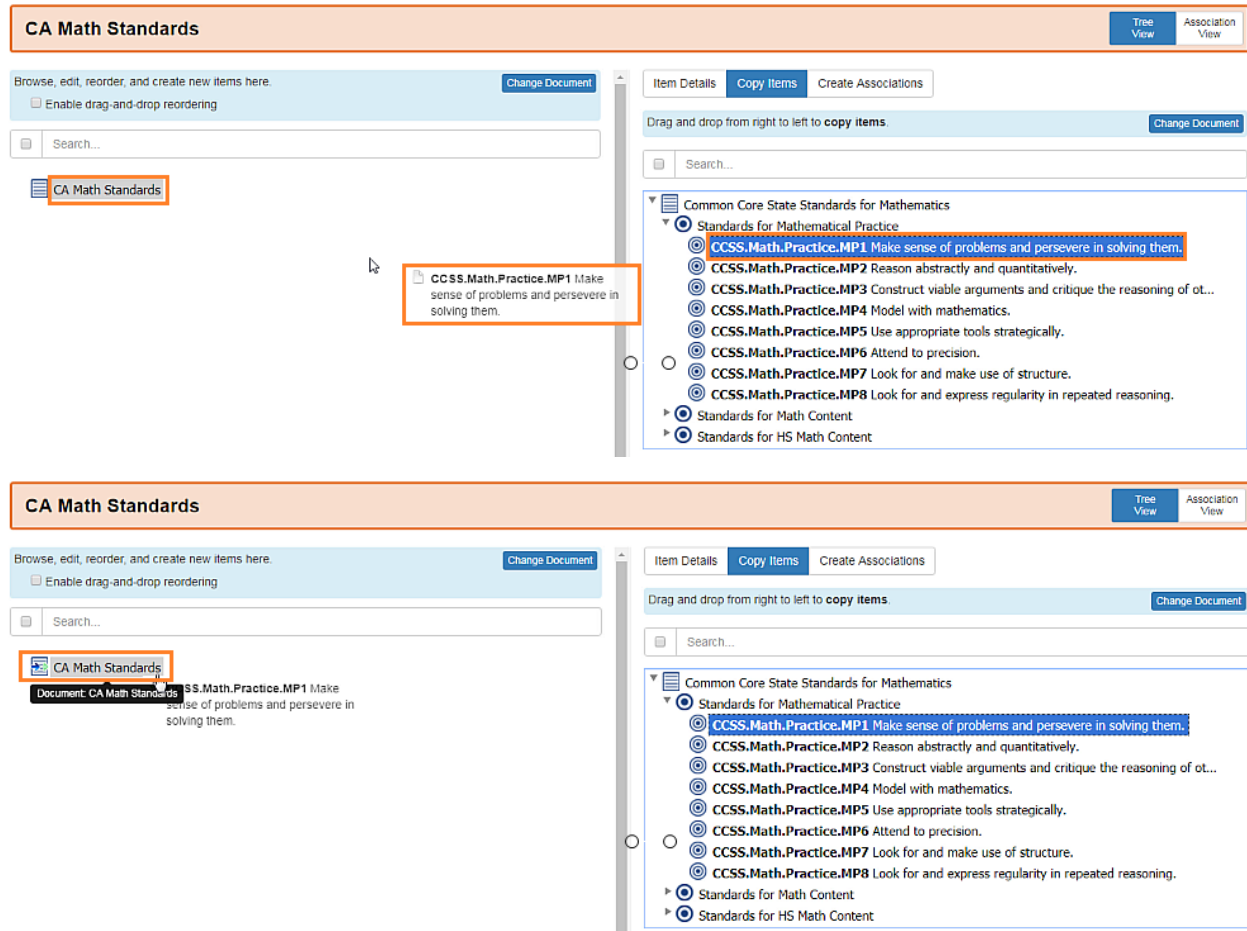 CA Math Standards
Tree View
Association View
Browse, edit, reorder, and create new items here.
Change Document
Enable drag-and-drop reordering
Search...
CA Math Standards
CCSS.Math.Practice.MP1 Make
sense of problems and persevere in
solving them.
Item Details
Copy Items
Create Associations
Drag and drop from right to left to copy items.
Change Document
Search...
Common Core State Standards for Mathematics
Standards for Mathematical Practice
CCSS.Math.Practice.MP1 Make sense of problems and persevere in solving them.
CCSS.Math.Practice.MP2 Reason abstractly and quantitatively.
CCSS.Math.Practice.MP3 Construct viable arguments and critique the reasoning of ot...
CCSS.Math.Practice.MP4 Model with mathematics.
CCSS.Math.Practice.MP5 Use appropriate tools strategically.
CCSS.Math.Practice.MP6 Attend to precision.
CCSS.Math.Practice.MP7 Look for and make use of structure.
CCSS.Math.Practice.MP8 Look for and express regularity in repeated reasoning.
Standards for Math Content
Standards for HS Math Content
CA Math Standards
Tree View
Association View
Browse, edit, reorder, and create new items here.
Change Document
Enable drag-and-drop reordering
Search...
CA Math Standards
Document: CA Math Standards
SS.Math.Practice.MP1 Make
sense of problems and persevere in
solving them.
Item Details
Copy Items
Create Associations
Drag and drop from right to left to copy items.
Change Document
Search...
Common Core State Standards for Mathematics
Standards for Mathematical Practice
CCSS.Math.Practice.MP1 Make sense of problems and persevere in solving them.
CCSS.Math.Practice.MP2 Reason abstractly and quantitatively.
CCSS.Math.Practice.MP3 Construct viable arguments and critique the reasoning of ot...
CCSS.Math.Practice.MP4 Model with mathematics.
CCSS.Math.Practice.MP5 Use appropriate tools strategically.
CCSS.Math.Practice.MP6 Attend to precision.
CCSS.Math.Practice.MP7 Look for and make use of structure.
CCSS.Math.Practice.MP8 Look for and express regularity in repeated reasoning.
Standards for Math Content
Standards for HS Math Content